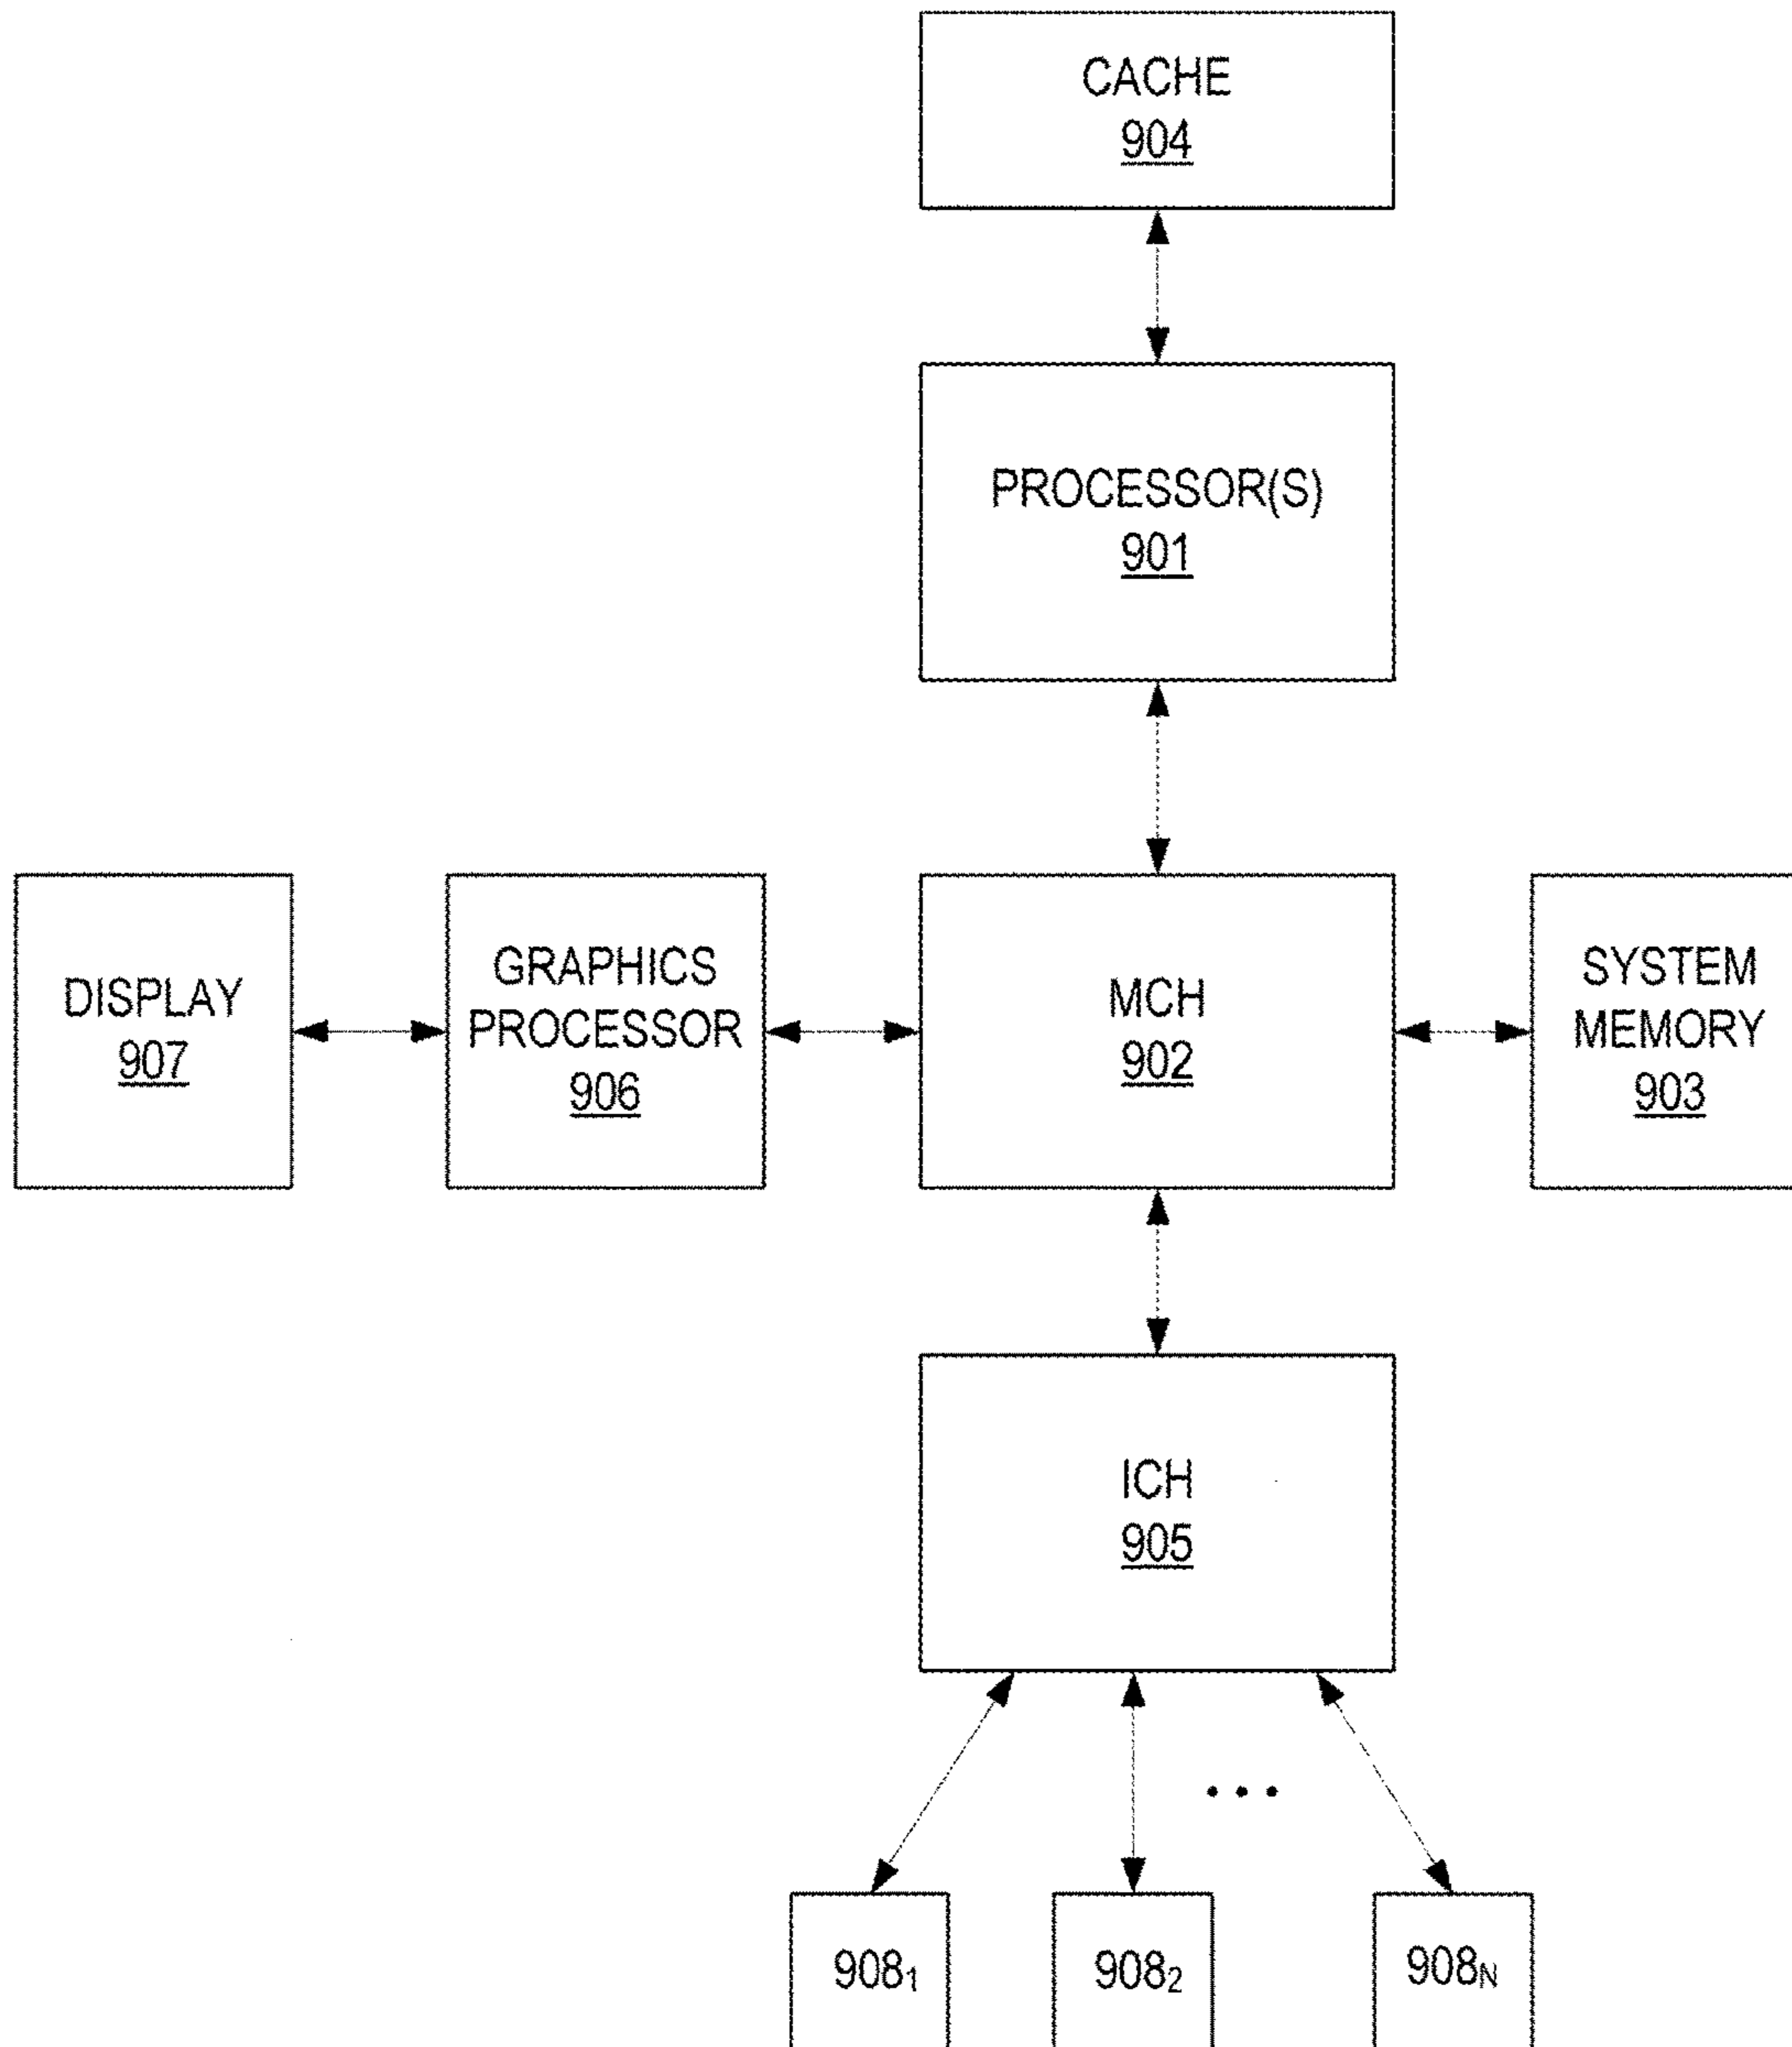 CACHE
904
PROCESSOR(S)
901
DISPLAY
907
GRAPHICS
PROCESSOR
906
MCH
902
SYSTEM
MEMORY
903
ICH
905
. . .
908₁
908₂
908N